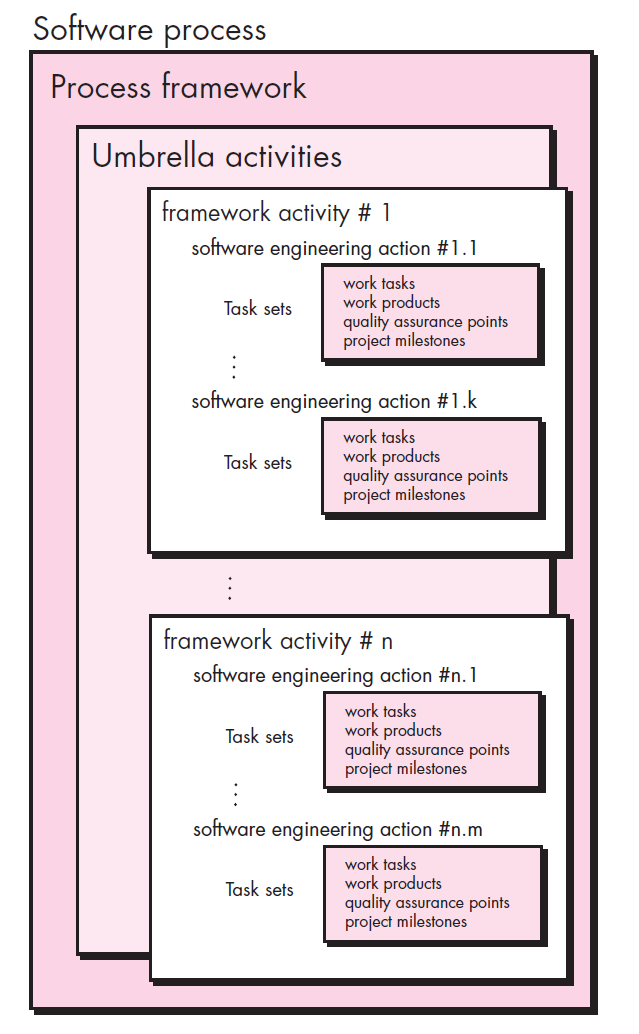 Software process
Process framework
Umbrella activities
framework activity # 1
software engineering action #1.1
Task sets
work tasks
work products
quality assurance points
project milestones
software engineering action #1.k
Task sets
work tasks
work products
quality assurance points
project milestones
framework activity # n
software engineering action #n.1
Task sets
work tasks
work products
quality assurance points
project milestones
software engineering action #n.m
Task sets
work tasks
work products
quality assurance points
project milestones